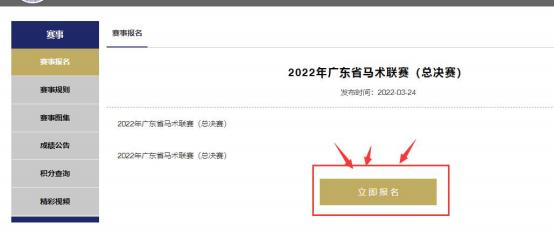 赛事
赛事报名
赛事报名
赛事规则
赛事图集
成绩公告
积分查询
精彩视频
2022年广东省马术联赛（总决赛）
发布时间：2022-03-24
2022年广东省马术联赛（总决赛）
2022年广东省马术联赛（总决赛）
立即报名